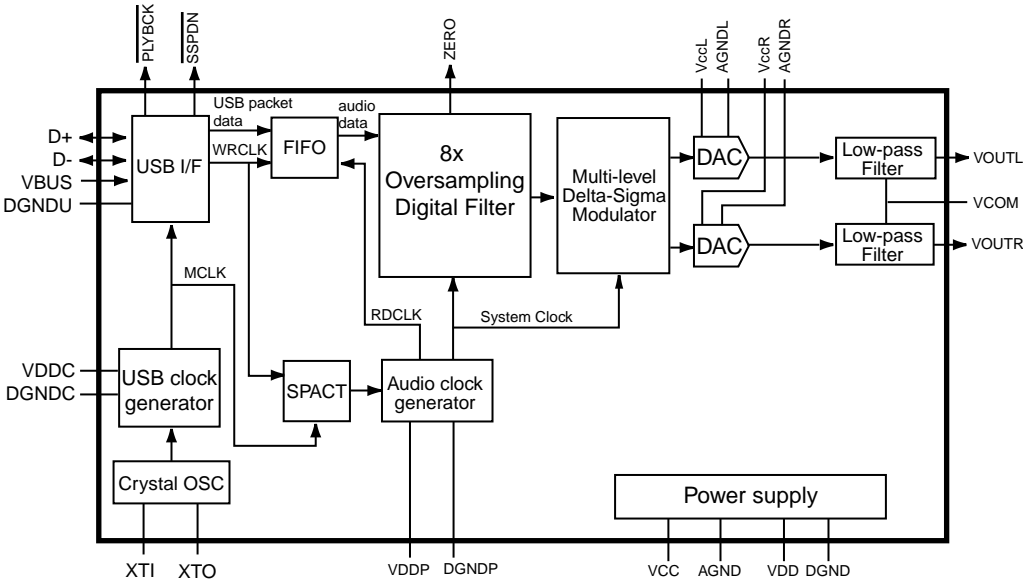 PLYBCK
SSPDN
ZERO
VccL
AGNDL
VccR
AGNDR
D+
D-
VBUS
DGNDU
USB I/F
USB packet
data
WRCLK
FIFO
audio
data
8x
Oversampling
Digital Filter
Multi-level
Delta-Sigma
Modulator
DAC
DAC
Low-pass
Filter
Low-pass
Filter
VOUTL
VCOM
VOUTR
MCLK
RDCLK
System Clock
VDDC
DGNDC
USB clock
generator
SPACT
Audio clock
generator
Crystal OSC
Power supply
XTI
XTO
VDDP
DGNDP
VCC
AGND
VDD
DGND